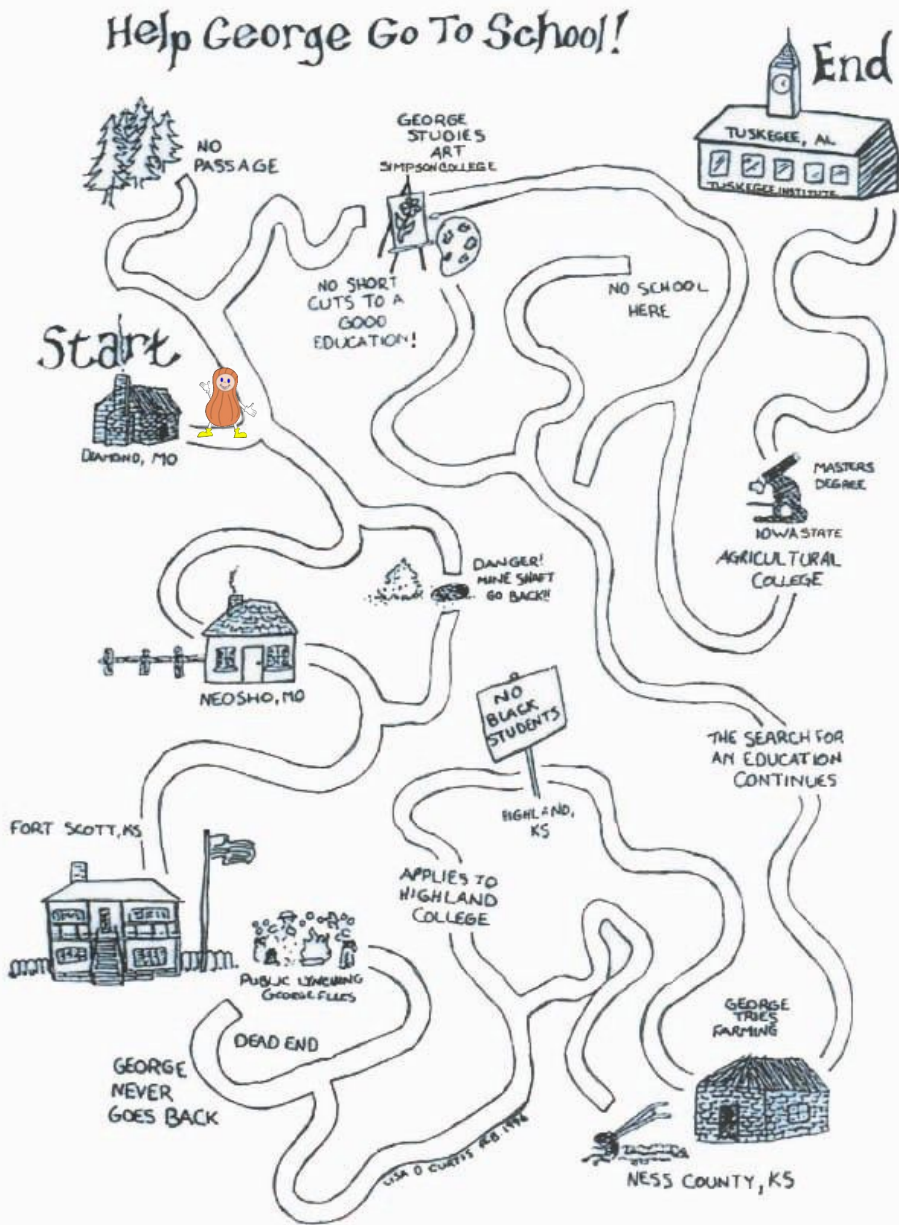 Help George Go To School!
End
TUSKEGEE, AL
TUSKEGEE INSTITUTE
NO
PASSAGE
GEORGE
STUDIES
ART
SIMPSON COLLEGE
NO SHORT
CUTS TO A
GOOD
EDUCATION!
NO SCHOOL
HERE
Start
DIAMOND, MO
MASTERS
DEGREE
IOWA STATE
AGRICULTURAL
COLLEGE
DANGER!
MINE SHAFT
GO BACK!!
NEOSHO, MO
NO
BLACK
STUDENTS
HIGHLAND,
KS
THE SEARCH FOR
AN EDUCATION
CONTINUES
FORT SCOTT, KS
APPLIES TO
HIGHLAND
COLLEGE
PUBLIC LYNCHING
GEORGE FLEES
DEAD END
GEORGE
NEVER
GOES BACK
GEORGE
TRIES
FARMING
LISA O CURTIS FEB. 1996
NESS COUNTY, KS